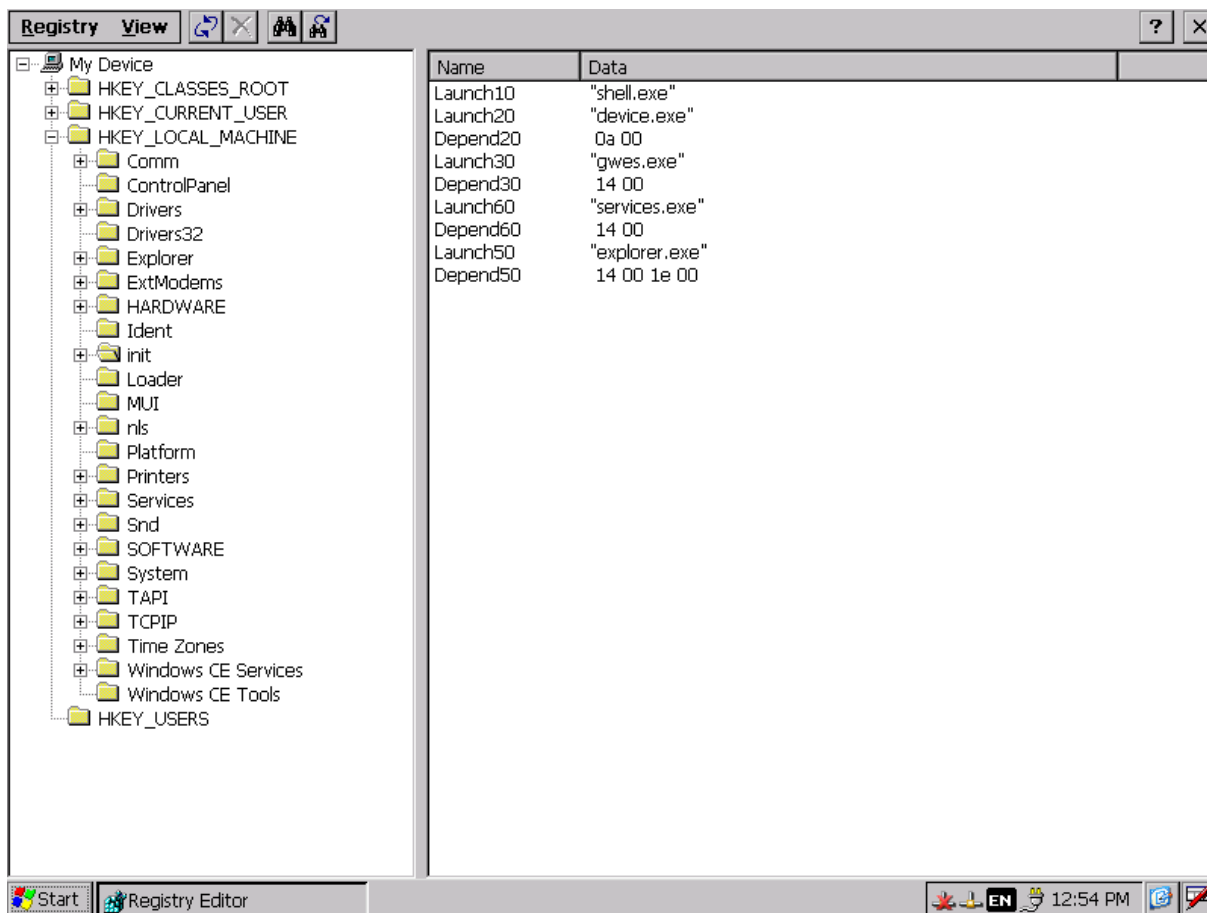 Registry View ?
My Device
HKEY_CLASSES_ROOT
HKEY_CURRENT_USER
HKEY_LOCAL_MACHINE
Comm
ControlPanel
Drivers
Drivers32
Explorer
ExtModems
HARDWARE
Ident
init
Loader
MUI
nls
Platform
Printers
Services
Snd
SOFTWARE
System
TAPI
TCPIP
Time Zones
Windows CE Services
Windows CE Tools
HKEY_USERS
Name Data
Launch10 "shell.exe"
Launch20 "device.exe"
Depend20 0a 00
Launch30 "gwes.exe"
Depend30 14 00
Launch60 "services.exe"
Depend60 14 00
Launch50 "explorer.exe"
Depend50 14 00 1e 00
Start Registry Editor EN 12:54 PM